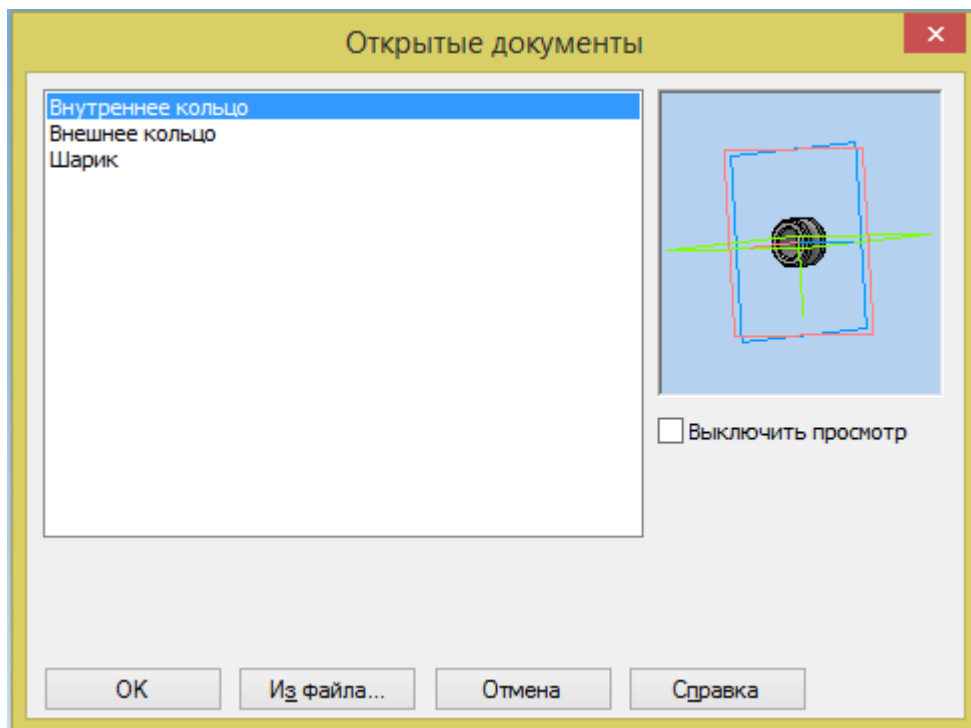 Открытые документы
Внутреннее кольцо
Внешнее кольцо
Шарик
Выключить просмотр
OK
Из файла...
Отмена
Справка